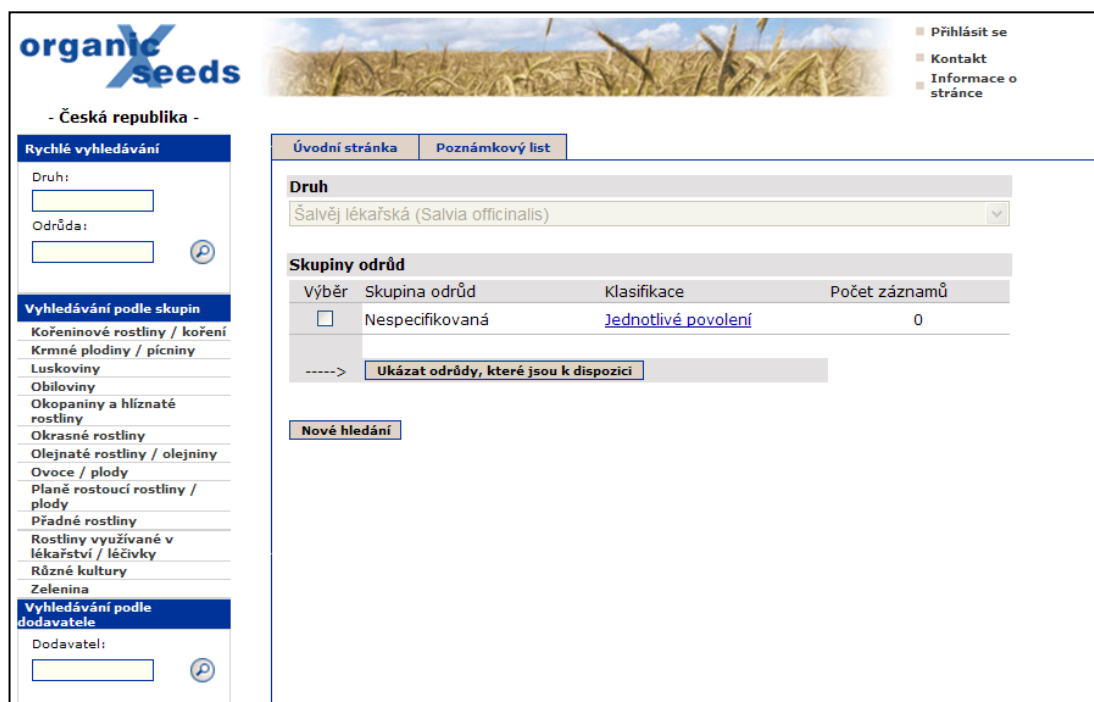 organic
Xseeds
- Česká republika -
Přihlásit se
Kontakt
Informace o
stránce
Rychlé vyhledávání
Druh:
Odrůda:
Vyhledávání podle skupin
Kořeninové rostliny / koření
Krmné plodiny / pícniny
Luskoviny
Obiloviny
Okopaniny a hlíznaté
rostliny
Okrasné rostliny
Olejnaté rostliny / olejniny
Ovoce / plody
Planě rostoucí rostliny /
plody
Přadné rostliny
Rostliny využívané v
lékařství / léčivky
Různé kultury
Zelenina
Vyhledávání podle
dodavatele
Dodavatel:
Úvodní stránka Poznámkový list
Druh
Šalvěj lékařská (Salvia officinalis)
Skupiny odrůd
Výběr Skupina odrůd Klasifikace Počet záznamů
Nespecifikovaná Jednotlivé povolení 0
-----> Ukázat odrůdy, které jsou k dispozici
Nové hledání